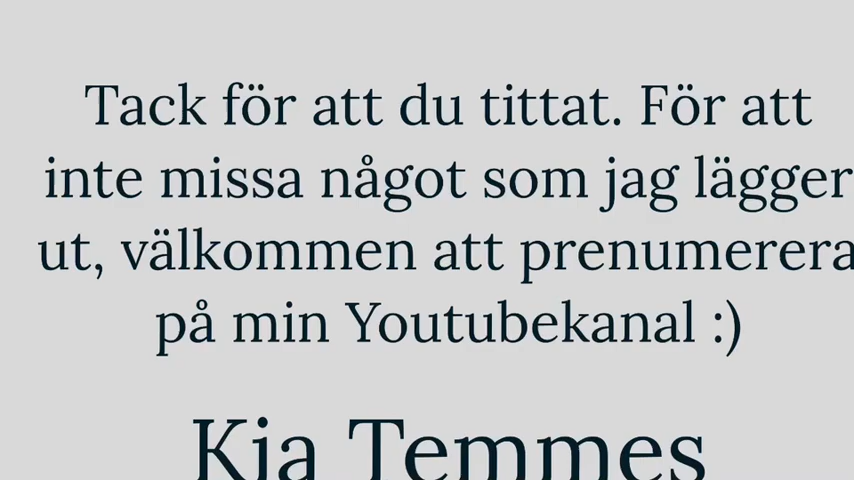 Tack för att du tittat. För att
inte missa något som jag lägger
ut, välkommen att prenumerera
på min Youtubekanal :)
Kia Temmes